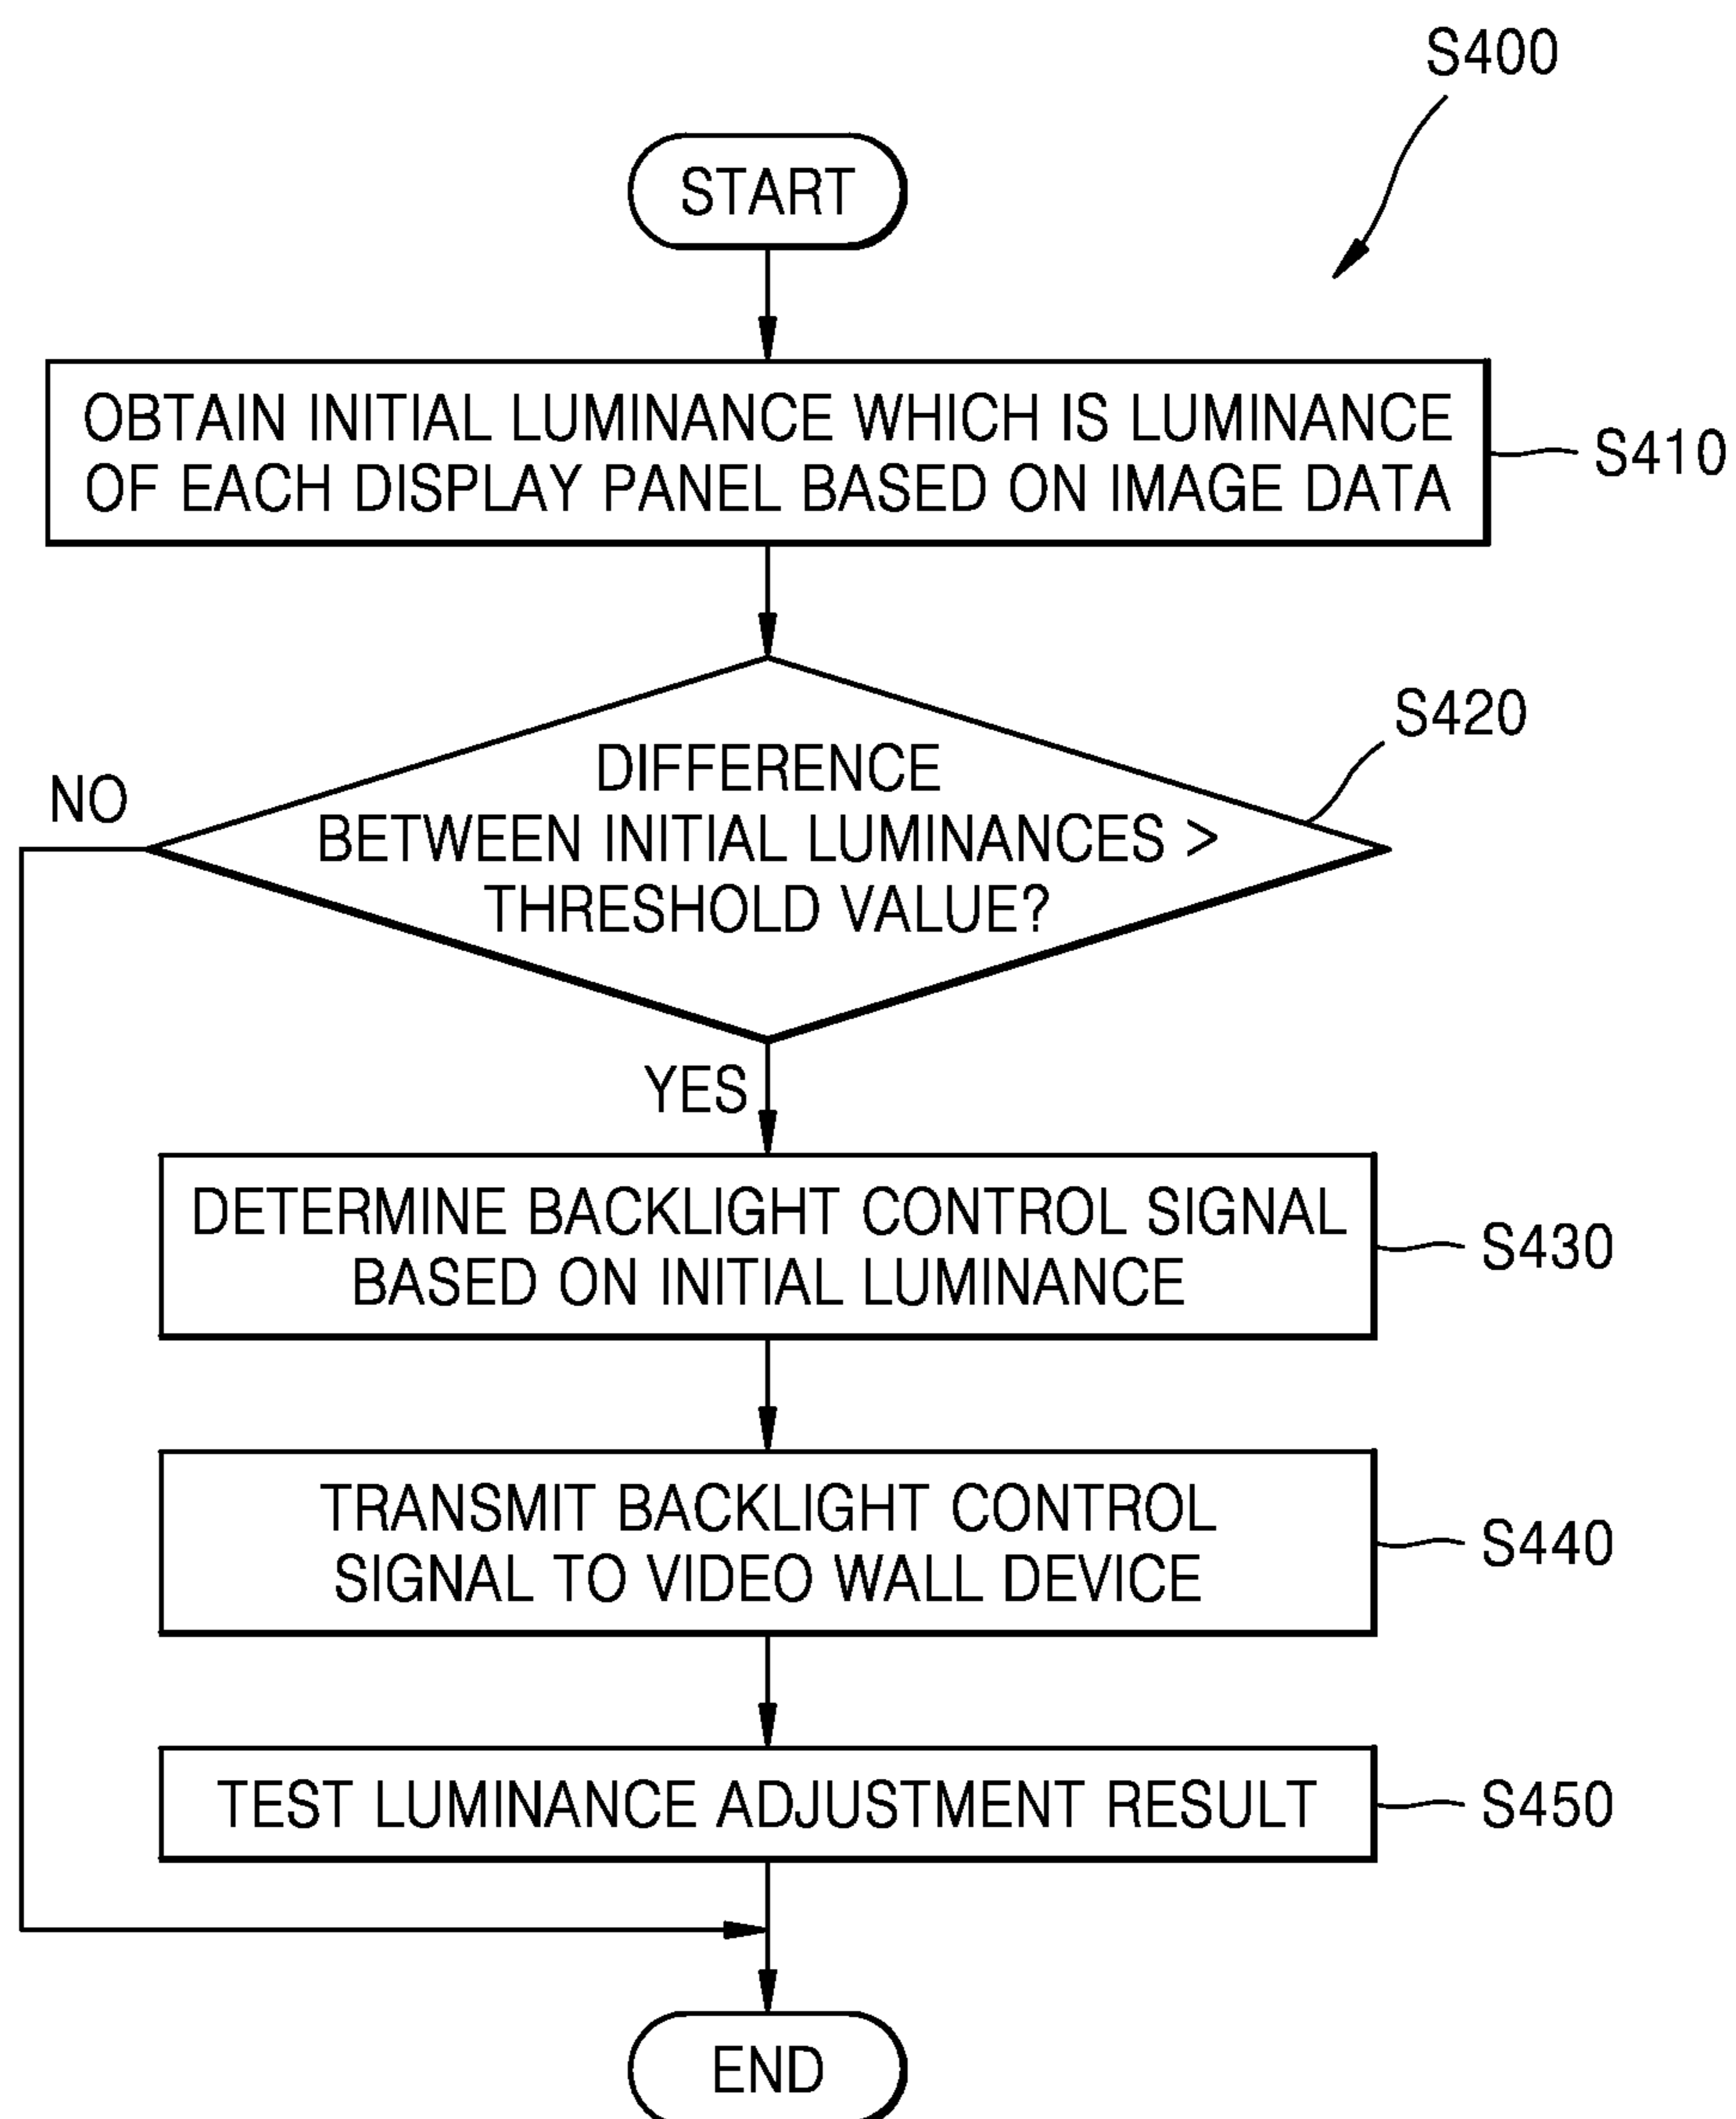 S400
START
OBTAIN INITIAL LUMINANCE WHICH IS LUMINANCE
OF EACH DISPLAY PANEL BASED ON IMAGE DATA
S410
S420
DIFFERENCE
NO
BETWEEN INITIAL LUMINANCES >
THRESHOLD VALUE?
YES
DETERMINE BACKLIGHT CONTROL SIGNAL
BASED ON INITIAL LUMINANCE
S430
TRANSMIT BACKLIGHT CONTROL
SIGNAL TO VIDEO WALL DEVICE
S440
TEST LUMINANCE ADJUSTMENT RESULT
S450
END